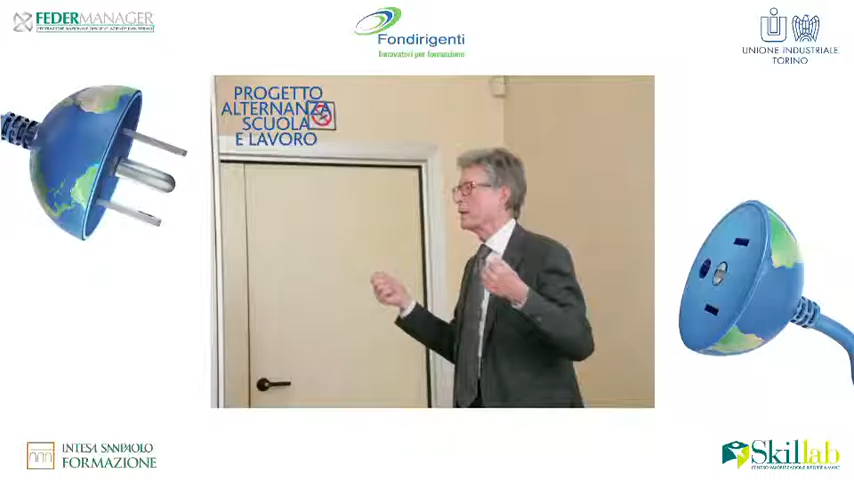 FEDERMANAGER
Fondirigenti
Innovatori per formazione
UNIONE INDUSTRIALE
TORINO
PROGETTO
ALTERNANZA
SCUOLA
E LAVORO
INTESA SANPAOLO
FORMAZIONE
Skillab